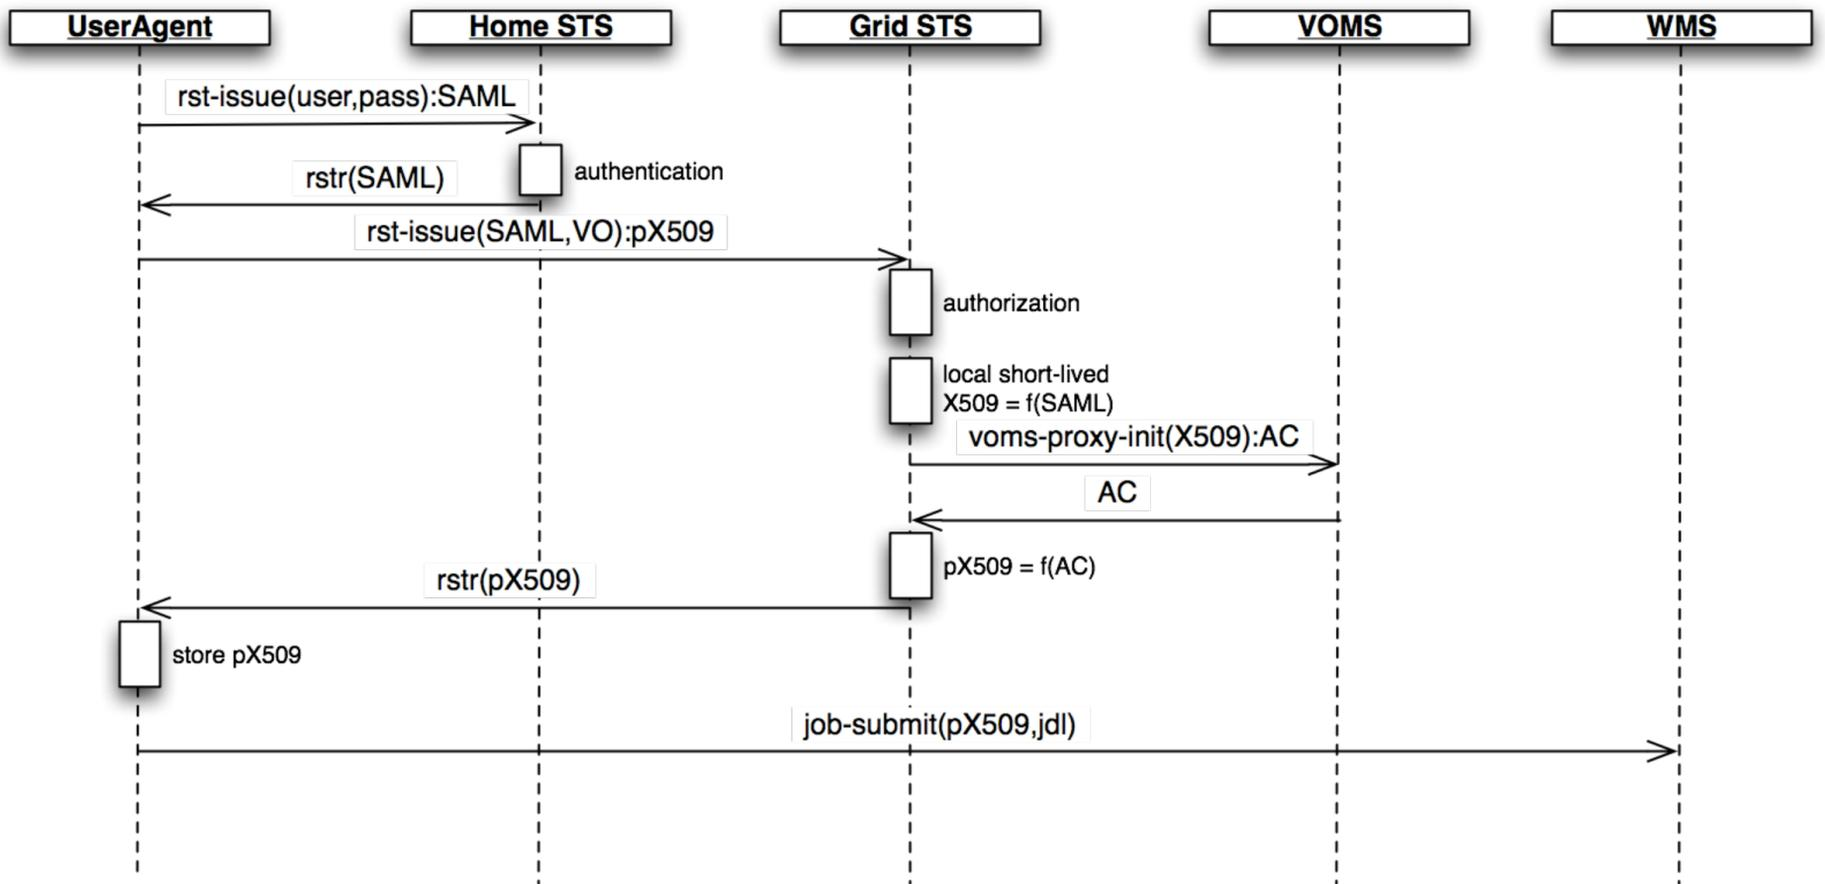 UserAgent
Home STS
Grid STS
VOMS
WMS
rst-issue(user,pass):SAML
authentication
rstr(SAML)
rst-issue(SAML,VO):pX509
authorization
local short-lived
X509 = f(SAML)
voms-proxy-init(X509):AC
AC
pX509 = f(AC)
rstr(pX509)
store pX509
job-submit(pX509,jdl)